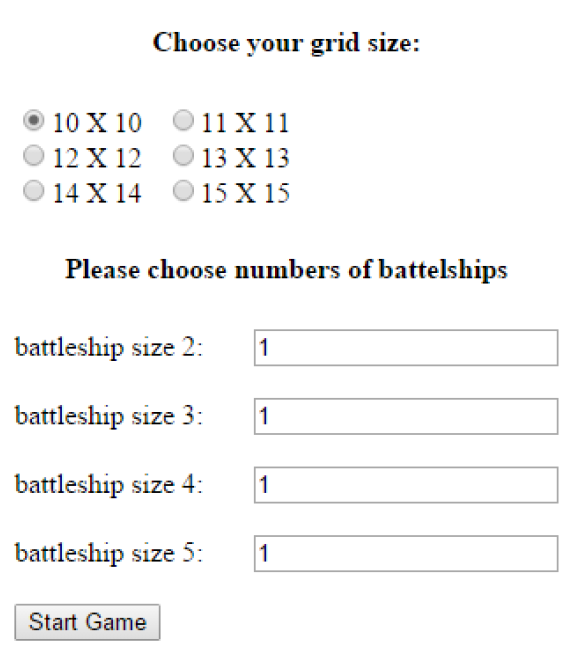 Choose your grid size:
10 X 10 11 X 11
12 X 12 13 X 13
14 X 14 15 X 15
Please choose numbers of battelships
battleship size 2: 1
battleship size 3: 1
battleship size 4: 1
battleship size 5: 1
Start Game